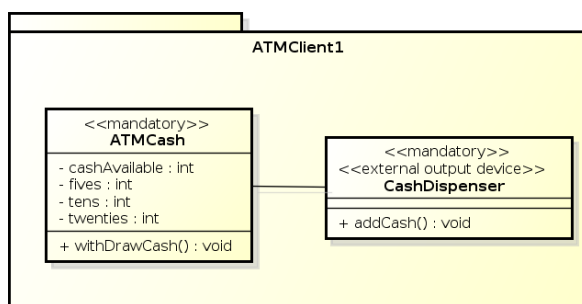 ATMClient1
<<mandatory>>
ATMCash
- cashAvailable : int
- fives : int
- tens : int
- twenties : int
+ withDrawCash() : void
<<mandatory>>
<<external output device>>
CashDispenser
+ addCash() : void